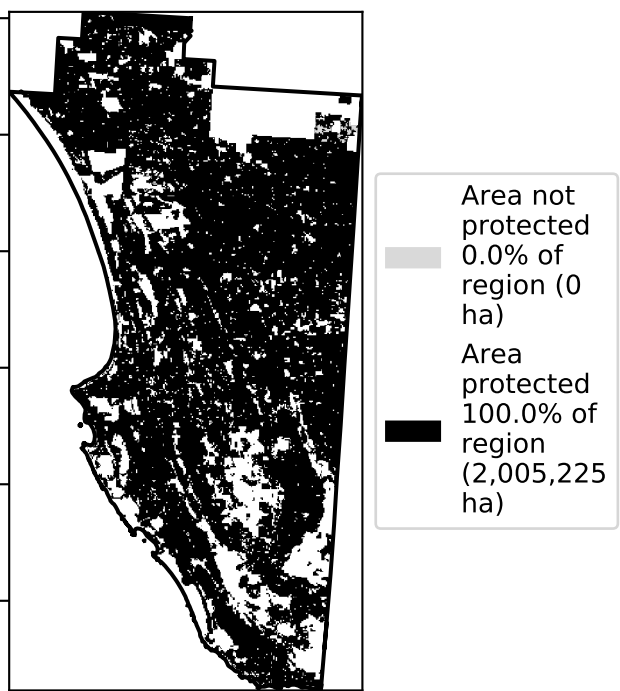 Area not
protected
0.0% of
region (0
ha)
Area
protected
100.0% of
region
(2,005,225
ha)